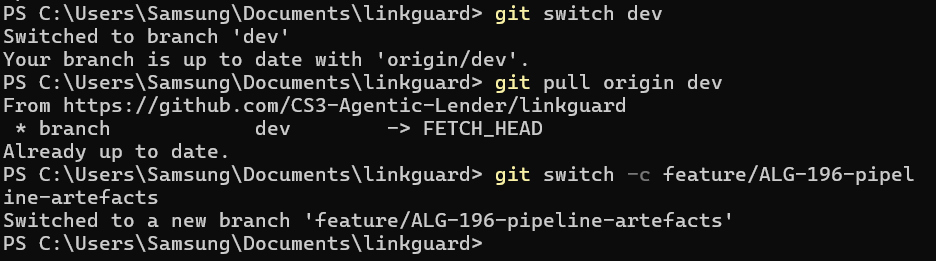 PS C:\Users\Samsung\Documents\linkguard> git switch dev
Switched to branch 'dev'
Your branch is up to date with 'origin/dev'.
PS C:\Users\Samsung\Documents\linkguard> git pull origin dev
From https://github.com/CS3-Agentic-Lender/linkguard
 * branch            dev        -> FETCH_HEAD
Already up to date.
PS C:\Users\Samsung\Documents\linkguard> git switch -c feature/ALG-196-pipel
ine-artefacts
Switched to a new branch 'feature/ALG-196-pipeline-artefacts'
PS C:\Users\Samsung\Documents\linkguard>